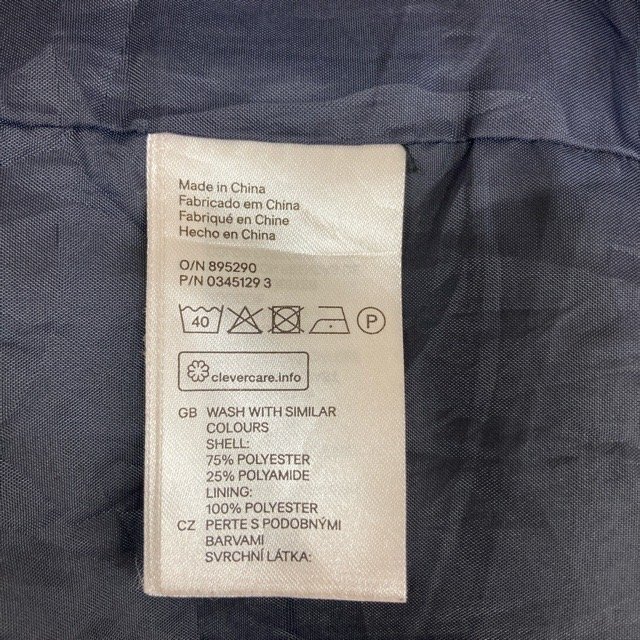 Made in China
Fabricado em China
Fabriqué en Chine
Hecho en China
O/N 895290
P/N 0345129 3
40 P
clevercare.info
GB WASH WITH SIMILAR
COLOURS
SHELL:
75% POLYESTER
25% POLYAMIDE
LINING:
100% POLYESTER
CZ PERTE S PODOBNÝMI
BARVAMI
SVRCHNÍ LÁTKA: